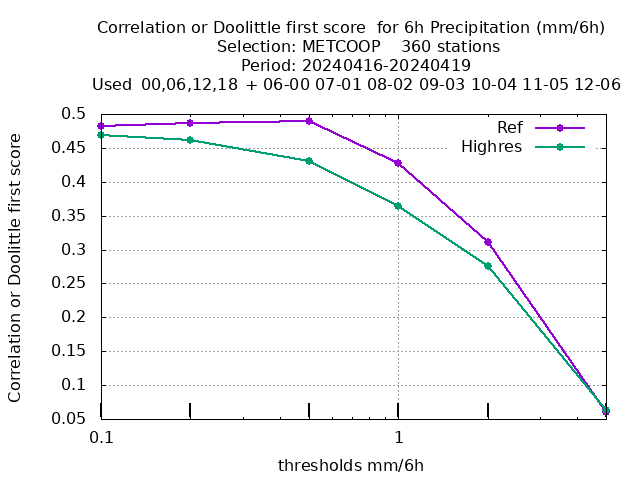 Correlation or Doolittle first score  for 6h Precipitation (mm/6h)
Selection: METCOOP    360 stations
Period: 20240416-20240419
Used  00,06,12,18  + 06-00 07-01 08-02 09-03 10-04 11-05 12-06
Correlation or Doolittle first score
0.5
0.45
0.4
0.35
0.3
0.25
0.2
0.15
0.1
0.05
Ref
Highres
0.1
1
thresholds mm/6h